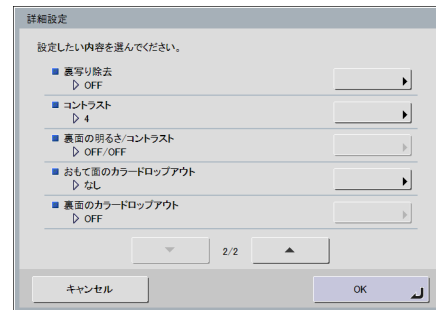 詳細設定
設定したい内容を選んでください。
裏写り除去
OFF
コントラスト
4
裏面の明るさ/コントラスト
OFF/OFF
おもて面のカラードロップアウト
なし
裏面のカラードロップアウト
OFF
2/2
キャンセル
OK